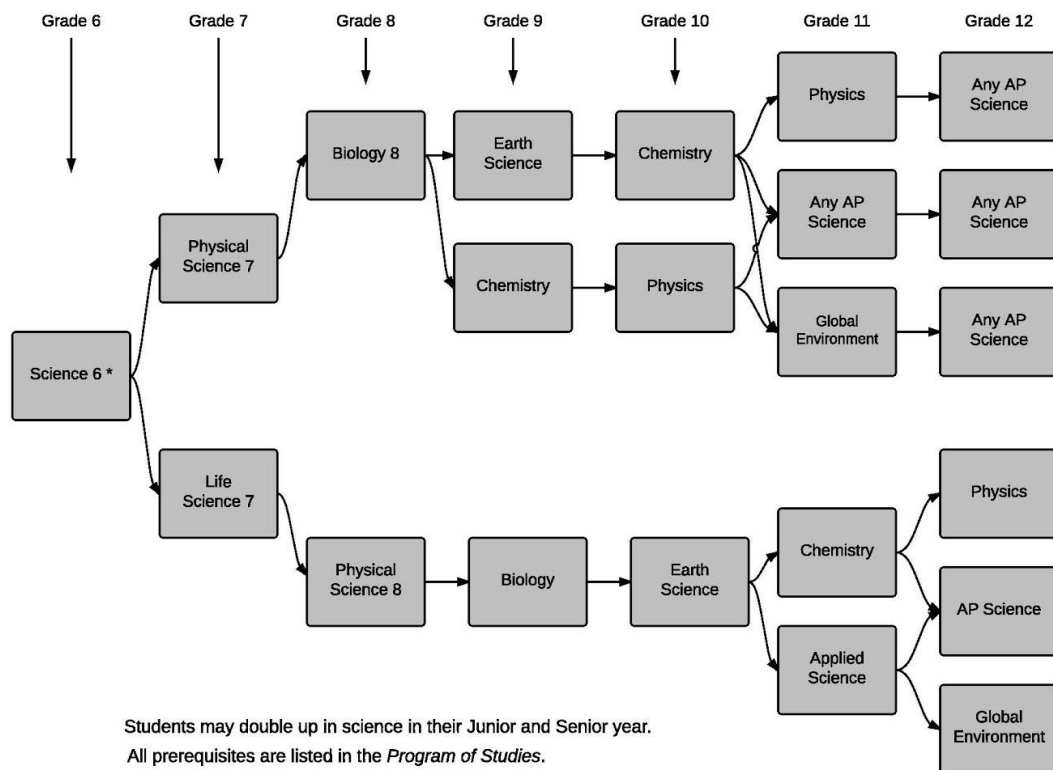 Grade 6
Grade 7
Grade 8
Grade 9
Grade 10
Grade 11
Grade 12
Science 6 *
Physical
Science 7
Life
Science 7
Biology 8
Physical
Science 8
Earth
Science
Chemistry
Biology
Chemistry
Physics
Earth
Science
Physics
Any AP
Science
Global
Environment
Chemistry
Applied
Science
Any AP
Science
Any AP
Science
Any AP
Science
Physics
AP Science
Global
Environment
Students may double up in science in their Junior and Senior year.
All prerequisites are listed in the Program of Studies.